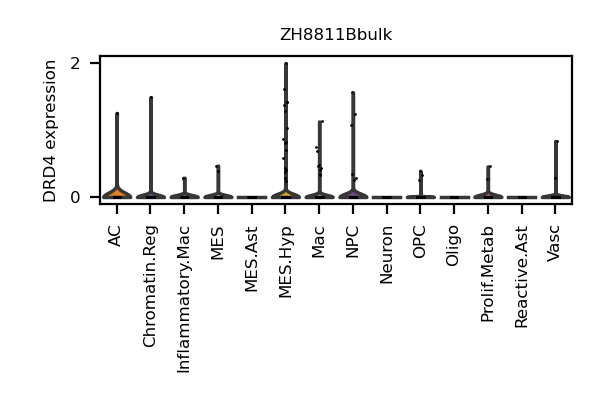 ZH8811Bbulk
DRD4 expression
2
0
AC
Chromatin.Reg
Inflammatory.Mac
MES
MES.Ast
MES.Hyp
Mac
NPC
Neuron
OPC
Oligo
Prolif.Metab
Reactive.Ast
Vasc